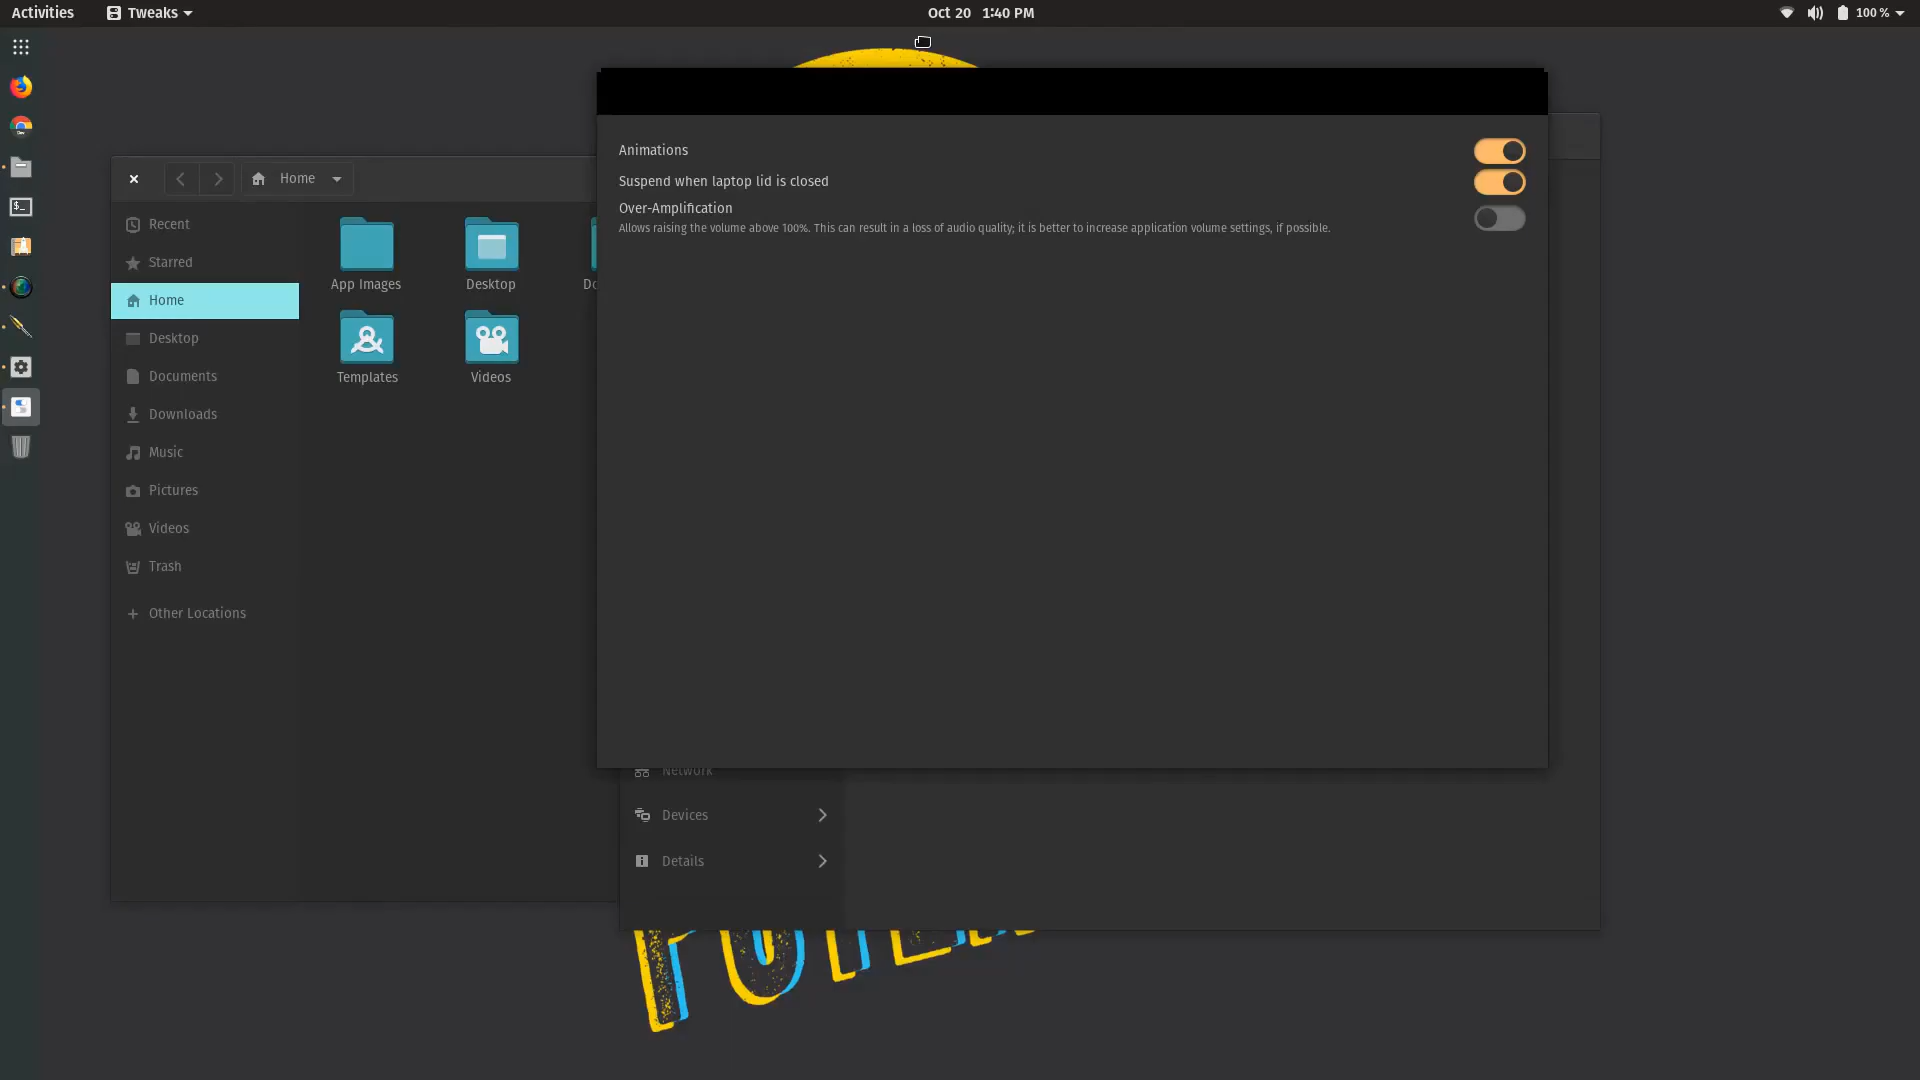 Activities
Tweaks
Oct 20 1:40 PM
100 %
Home
Recent
Starred
Home
Desktop
Documents
Downloads
Music
Pictures
Videos
Trash
Other Locations
App Images
Desktop
Do
Templates
Videos
Animations
Suspend when laptop lid is closed
Over-Amplification
Allows raising the volume above 100%. This can result in a loss of audio quality; it is better to increase application volume settings, if possible.
Network
Devices
Details